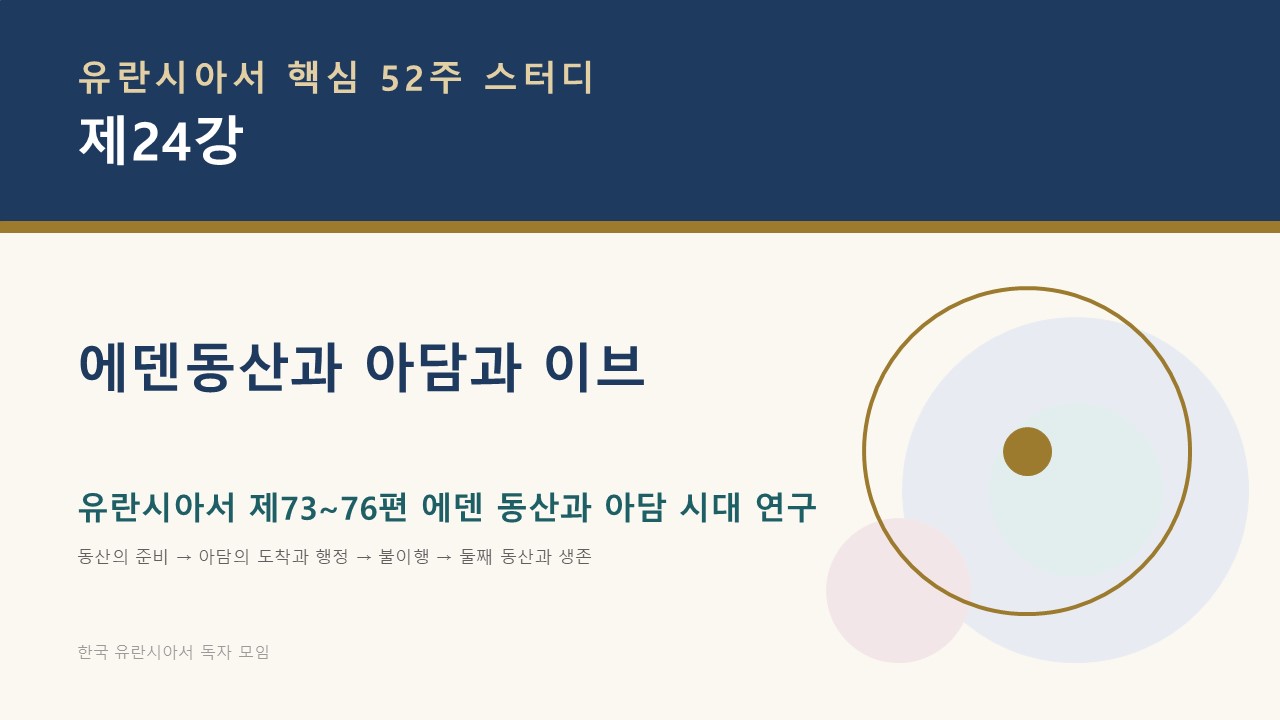 유란시아서 핵심 52주 스터디
제24강
에덴동산과 아담과 이브
유란시아서 제73~76편 에덴 동산과 아담 시대 연구
동산의 준비 → 아담의 도착과 행정 → 불이행 → 둘째 동산과 생존
한국 유란시아서 독자 모임